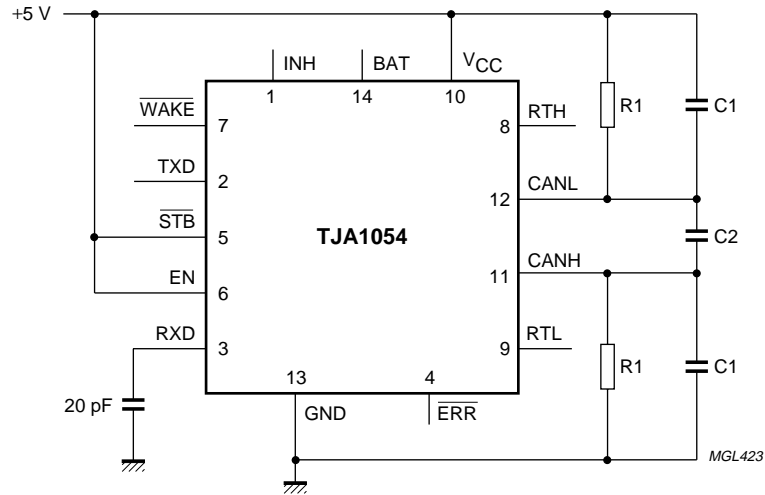 +5 V
INH
BAT
VCC
1
14
10
WAKE
7
8
RTH
R1
C1
TXD
2
12
CANL
STB
5
TJA1054
C2
11
CANH
EN
6
RXD
3
9
RTL
R1
C1
20 pF
13
4
GND
ERR
MGL423